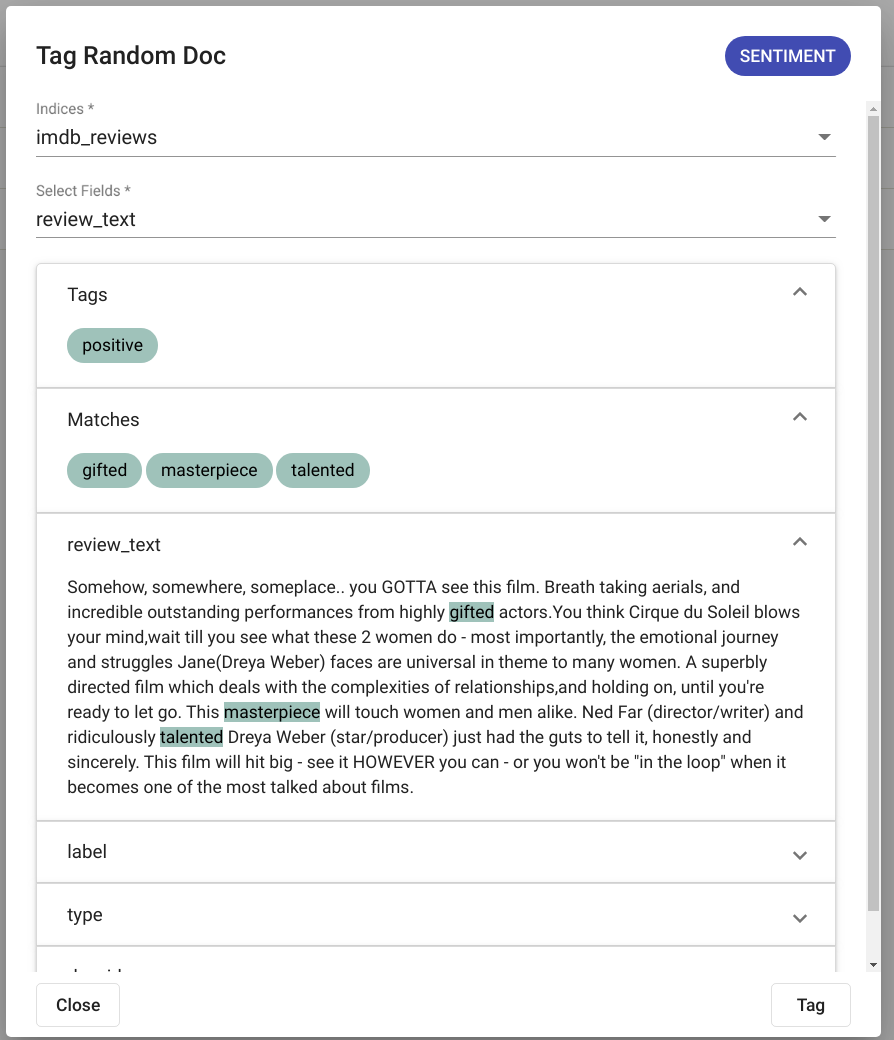 Tag Random Doc
SENTIMENT
Indices *
imdb_reviews
Select Fields *
review_text
Tags
positive
Matches
gifted masterpiece talented
review_text
Somehow, somewhere, someplace.. you GOTTA see this film. Breath taking aerials, and
incredible outstanding performances from highly gifted actors.You think Cirque du Soleil blows
your mind,wait till you see what these 2 women do - most importantly, the emotional journey
and struggles Jane(Dreya Weber) faces are universal in theme to many women. A superbly
directed film which deals with the complexities of relationships,and holding on, until you're
ready to let go. This masterpiece will touch women and men alike. Ned Far (director/writer) and
ridiculously talented Dreya Weber (star/producer) just had the guts to tell it, honestly and
sincerely. This film will hit big - see it HOWEVER you can - or you won't be "in the loop" when it
becomes one of the most talked about films.
label
type
Close
Tag